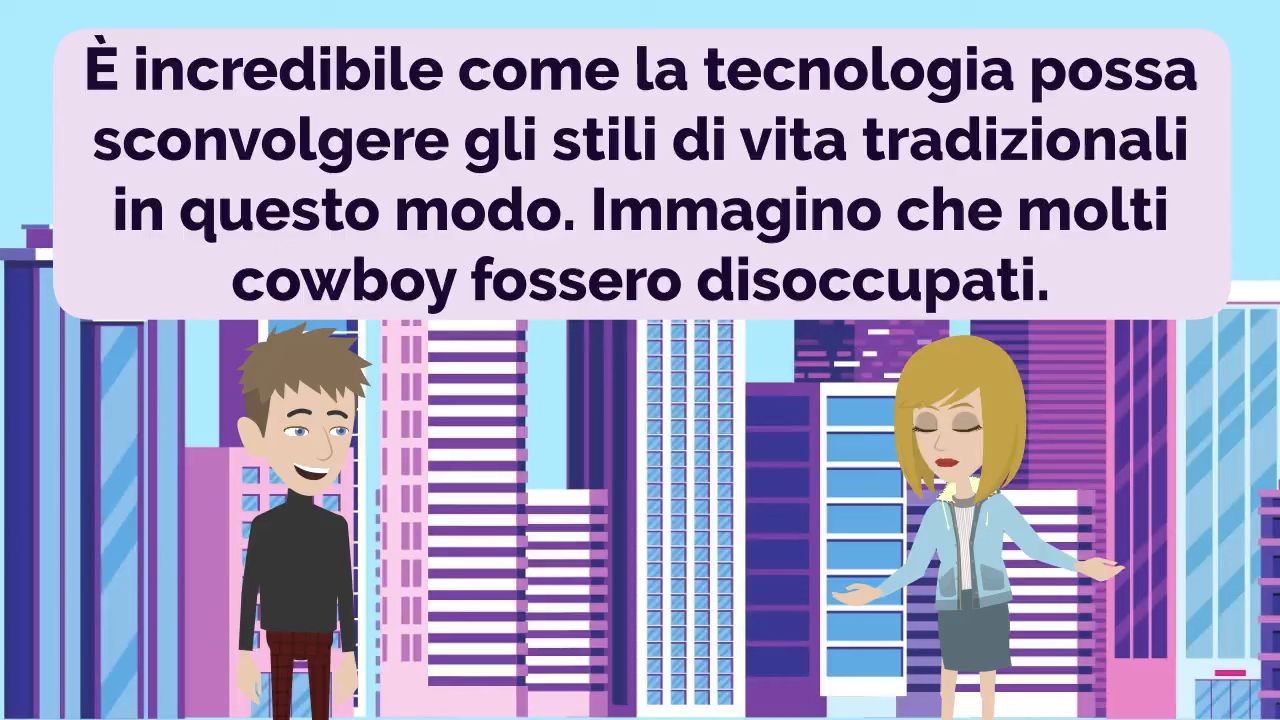 È incredibile come la tecnologia possa
sconvolgere gli stili di vita tradizionali
in questo modo. Immagino che molti
cowboy fossero disoccupati.